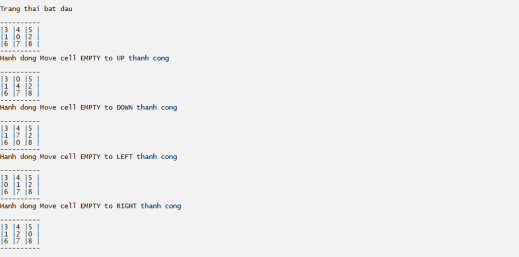 Trang thai bat dau
----------
|3 |4 |5 |
|1 |0 |2 |
|6 |7 |8 |
----------
Hanh dong Move cell EMPTY to UP thanh cong
----------
|3 |0 |5 |
|1 |4 |2 |
|6 |7 |8 |
----------
Hanh dong Move cell EMPTY to DOWN thanh cong
----------
|3 |4 |5 |
|1 |7 |2 |
|6 |0 |8 |
----------
Hanh dong Move cell EMPTY to LEFT thanh cong
----------
|3 |4 |5 |
|0 |1 |2 |
|6 |7 |8 |
----------
Hanh dong Move cell EMPTY to RIGHT thanh cong
----------
|3 |4 |5 |
|1 |2 |0 |
|6 |7 |8 |
----------